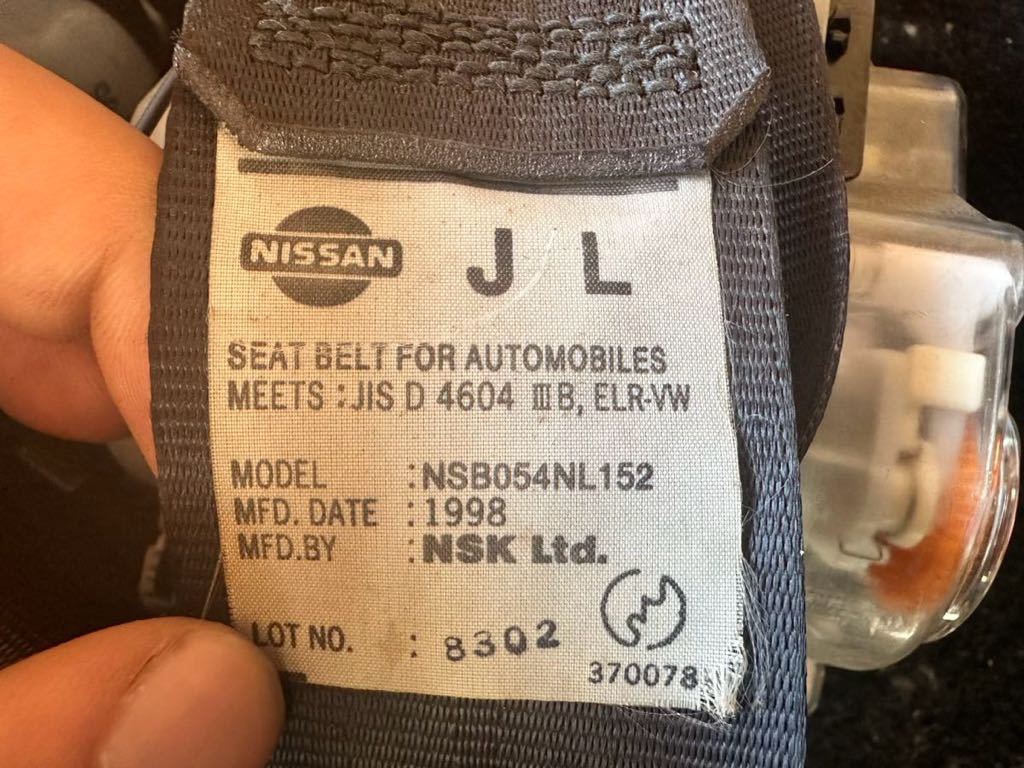 NISSAN J L
SEAT BELT FOR AUTOMOBILES
MEETS : JIS D 4604 ⅢB, ELR-VW
MODEL : NSB054NL152
MFD. DATE : 1998
MFD.BY : NSK Ltd.
LOT NO. : 8302
370078